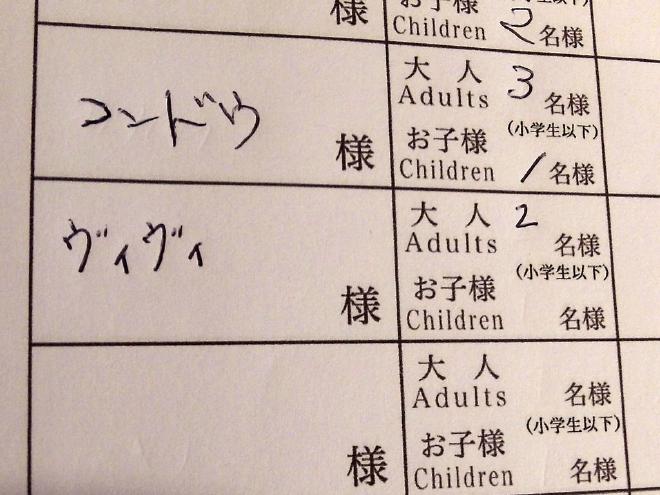 様
お子様
Children 2 名様
コンドウ 様
大人
Adults 3 名様
(小学生以下)
お子様
Children 1 名様
ヴィヴィ 様
大人
Adults 2 名様
(小学生以下)
お子様
Children 名様
様
大人
Adults 名様
(小学生以下)
お子様
Children 名様